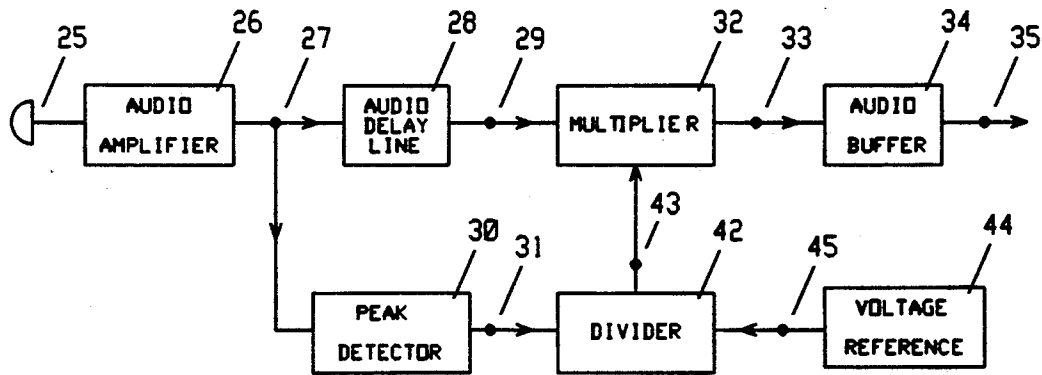 25
26
27
28
29
32
33
34
35
AUDIO
AMPLIFIER
AUDIO
DELAY
LINE
MULTIPLIER
AUDIO
BUFFER
43
30
31
42
45
44
PEAK
DETECTOR
DIVIDER
VOLTAGE
REFERENCE